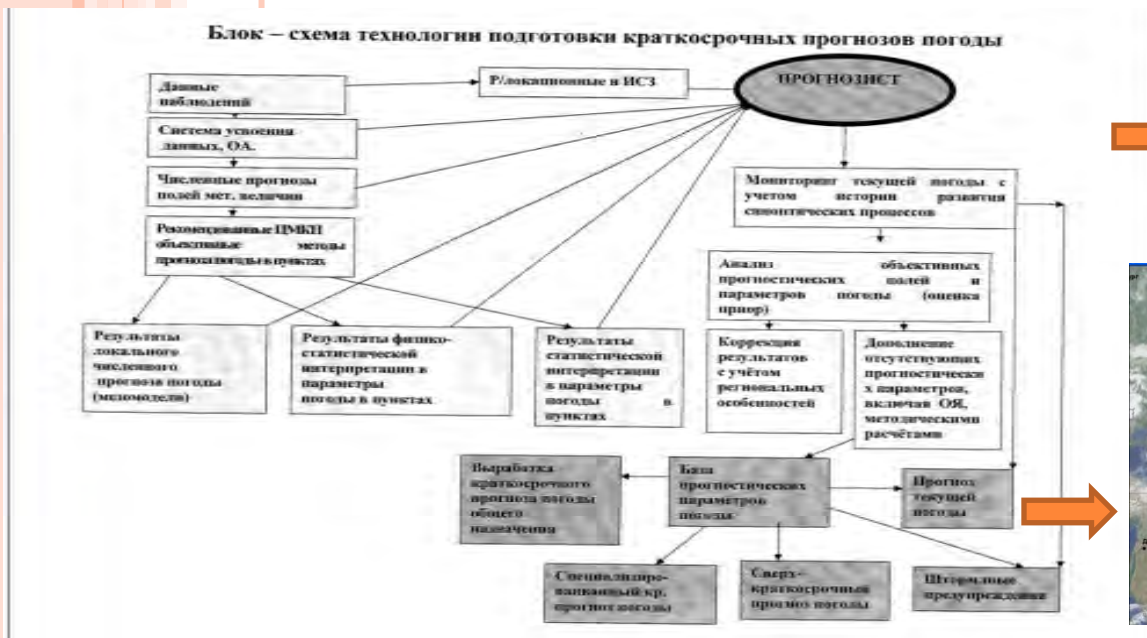 Блок – схема технологии подготовки краткосрочных прогнозов погоды
Данные
наблюдений
Р/локационные и ИСЗ
ПРОГНОЗИСТ
Система усвоения
данных, ОА.
Численные прогнозы
полей мет. величин
Рекомендованные ЦМКП
объективные методы
прогноза погоды в пунктах
Мониторинг текущей погоды с
учетом истории развития
синоптических процессов
Анализ объективных
прогностических полей и
параметров погоды (оценка
приор)
Результаты
локального
численного
прогноза погоды
(мезомодели)
Результаты физико-
статистической
интерпретации в
параметры
погоды в пунктах
Результаты
статистической
интерпретации
в параметры
погоды в
пунктах
Коррекция
результатов
с учётом
региональных
особенностей
Дополнение
отсутствующих
прогностически
х параметров,
включая ОЯ,
методическими
расчётами
Выработка
краткосрочного
прогноза погоды
общего
назначения
База
прогностических
параметров
погоды
Прогноз
текущей
погоды
Специализиро-
ванный кр.
прогноз погоды
Сверх-
краткосрочный
прогноз погоды
Штормовые
предупреждения